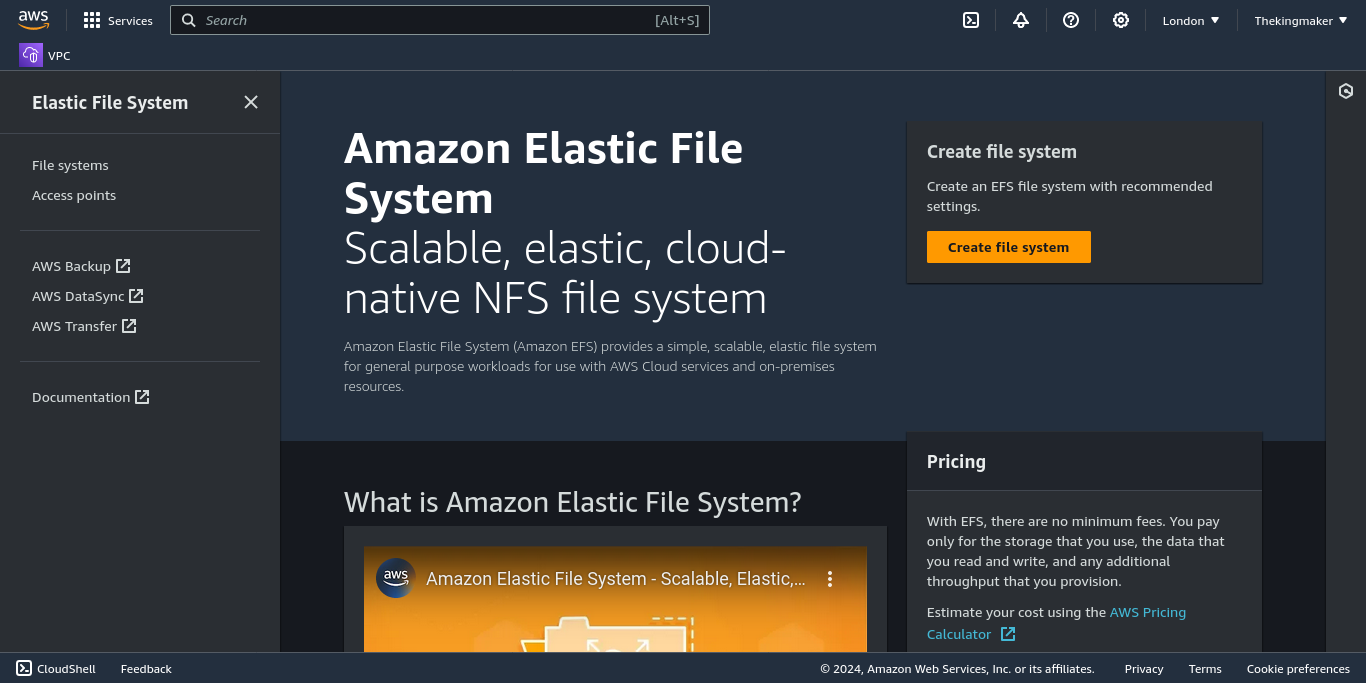 aws
Services
Search
[Alt+S]
London
Thekingmaker
VPC
Elastic File System
File systems
Access points
AWS Backup
AWS DataSync
AWS Transfer
Documentation
Amazon Elastic File
System
Scalable, elastic, cloud-
native NFS file system
Amazon Elastic File System (Amazon EFS) provides a simple, scalable, elastic file system
for general purpose workloads for use with AWS Cloud services and on-premises
resources.
Create file system
Create an EFS file system with recommended
settings.
Create file system
What is Amazon Elastic File System?
aws
Amazon Elastic File System - Scalable, Elastic,...
Pricing
With EFS, there are no minimum fees. You pay
only for the storage that you use, the data that
you read and write, and any additional
throughput that you provision.
Estimate your cost using the AWS Pricing
Calculator
CloudShell
Feedback
© 2024, Amazon Web Services, Inc. or its affiliates.
Privacy
Terms
Cookie preferences